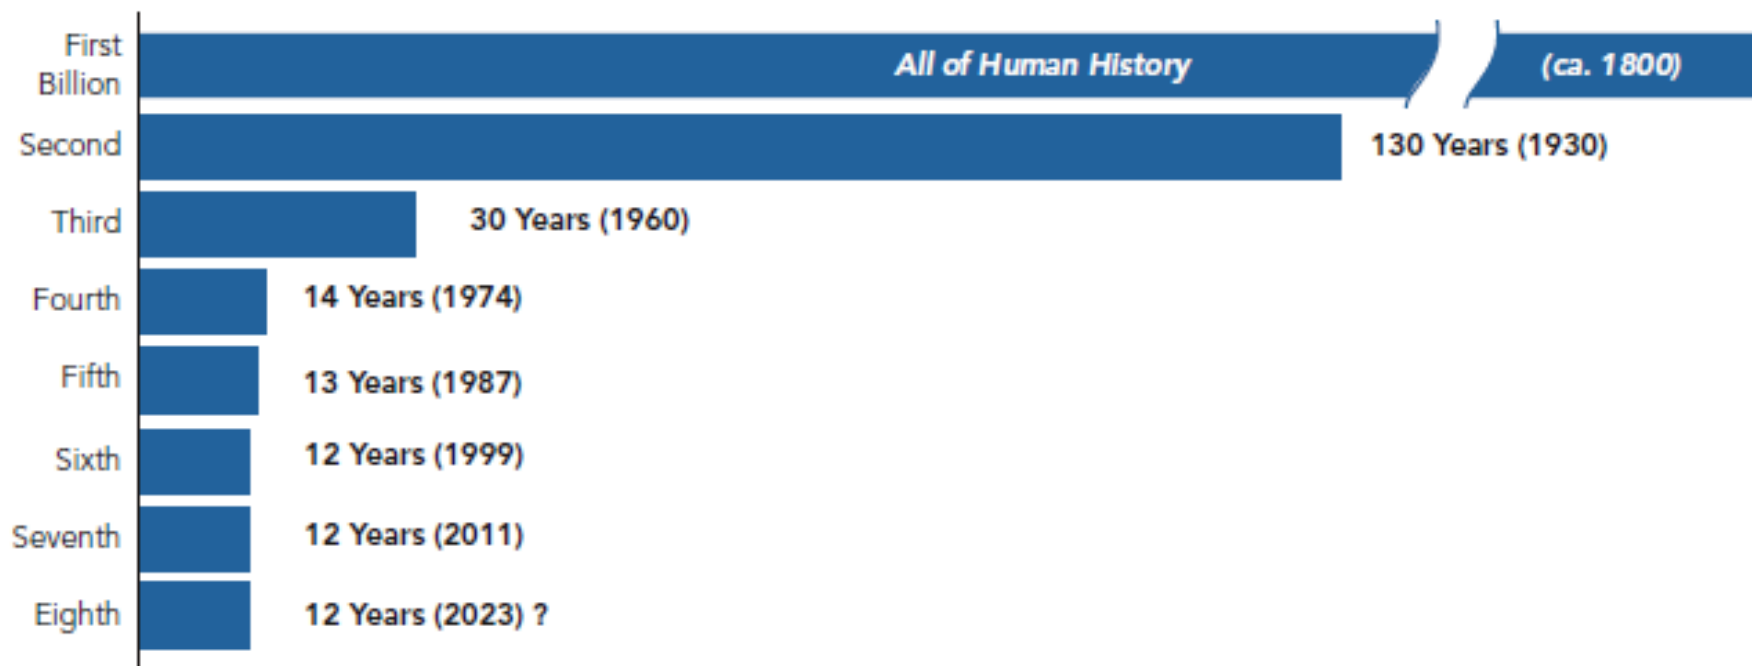 First
Billion
All of Human History
(ca. 1800)
Second
130 Years (1930)
Third
30 Years (1960)
Fourth
14 Years (1974)
Fifth
13 Years (1987)
Sixth
12 Years (1999)
Seventh
12 Years (2011)
Eighth
12 Years (2023) ?